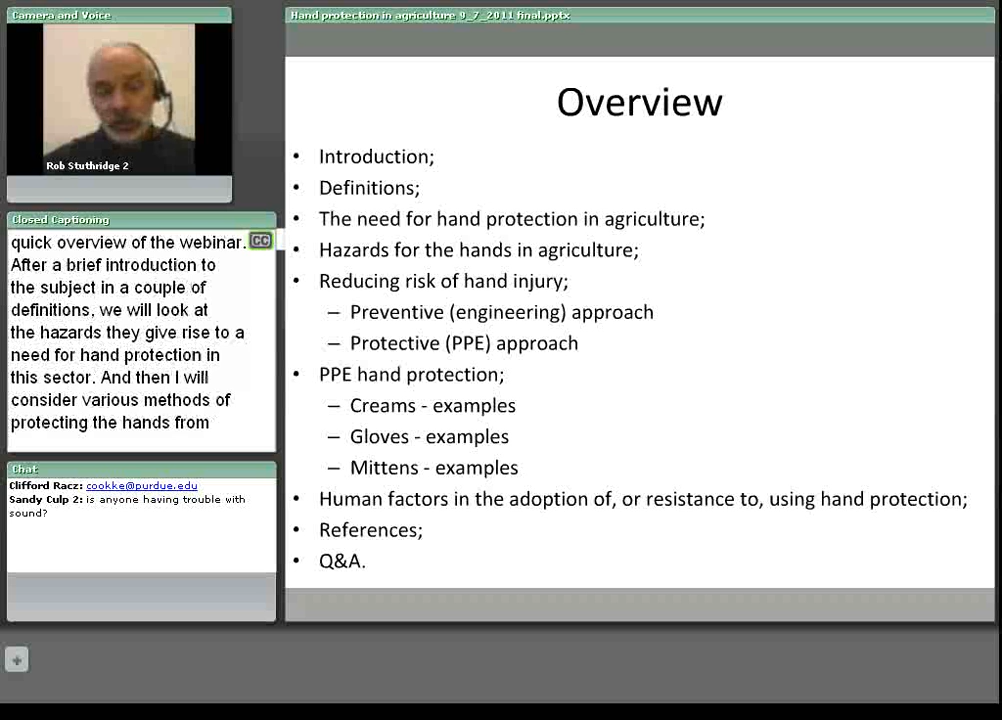 Camera and Voice
Rob Stuthridge 2
Closed Captioning
quick overview of the webinar. CC
After a brief introduction to
the subject in a couple of
definitions, we will look at
the hazards they give rise to a
need for hand protection in
this sector. And then I will
consider various methods of
protecting the hands from
Chat
Clifford Racz: cookke@purdue.edu
Sandy Culp 2: is anyone having trouble with
sound?
Hand protection in agriculture 9_7_2011 final.pptx
Overview
• Introduction;
• Definitions;
• The need for hand protection in agriculture;
• Hazards for the hands in agriculture;
• Reducing risk of hand injury;
– Preventive (engineering) approach
– Protective (PPE) approach
• PPE hand protection;
– Creams - examples
– Gloves - examples
– Mittens - examples
• Human factors in the adoption of, or resistance to, using hand protection;
• References;
• Q&A.